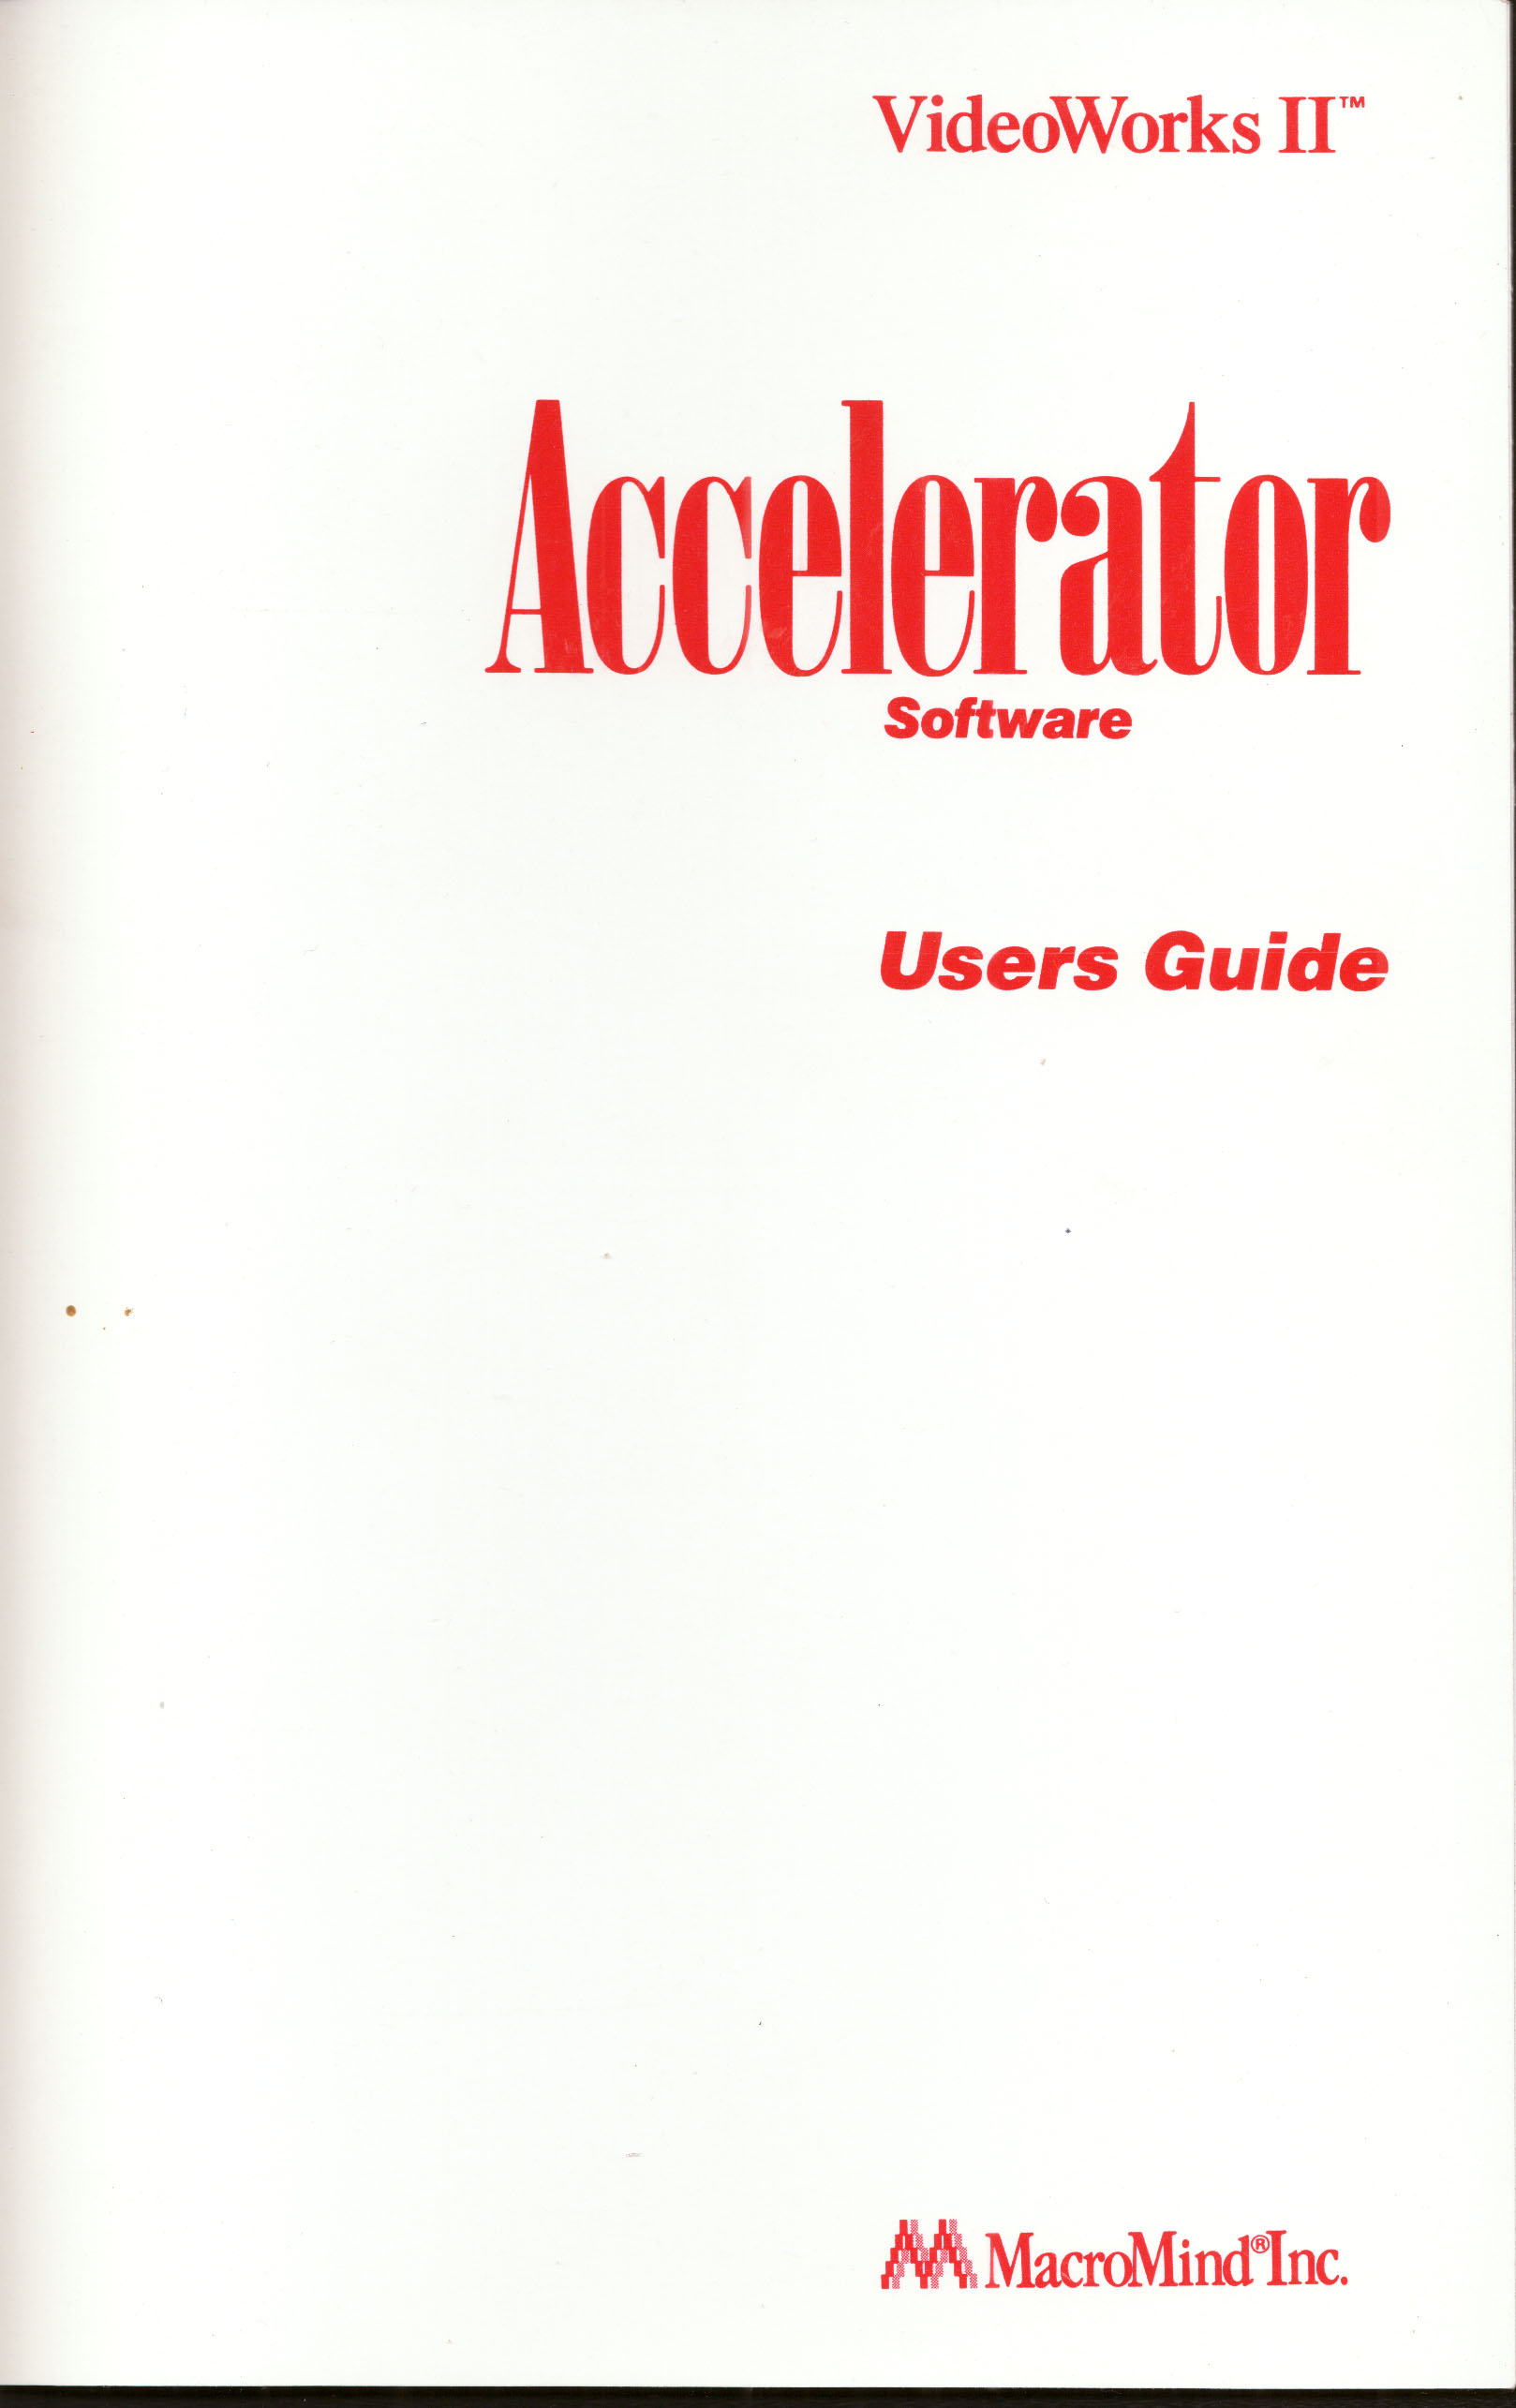 VideoWorks II™
Accelerator
Software
Users Guide
MacroMind® Inc.